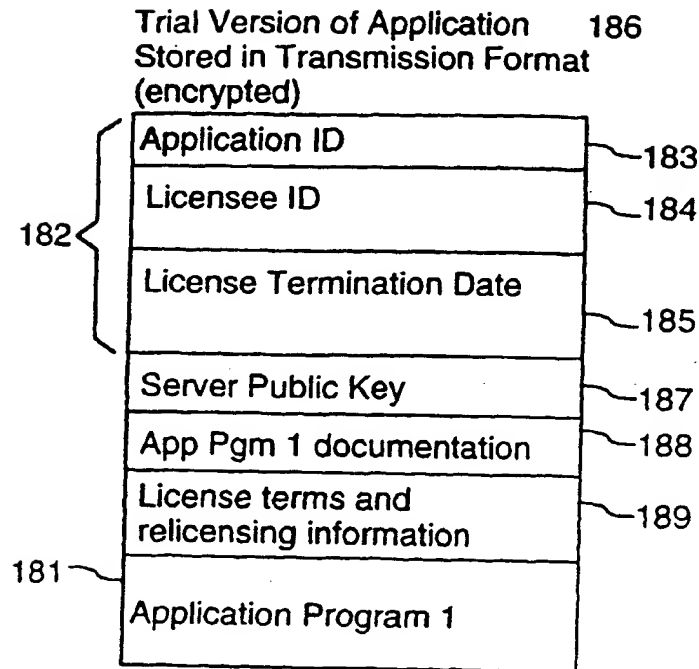 Trial Version of Application 186
Stored in Transmission Format
(encrypted)
Application ID
183
Licensee ID
184
182
License Termination Date
185
Server Public Key
187
App Pgm 1 documentation
188
License terms and
relicensing information
189
181
Application Program 1